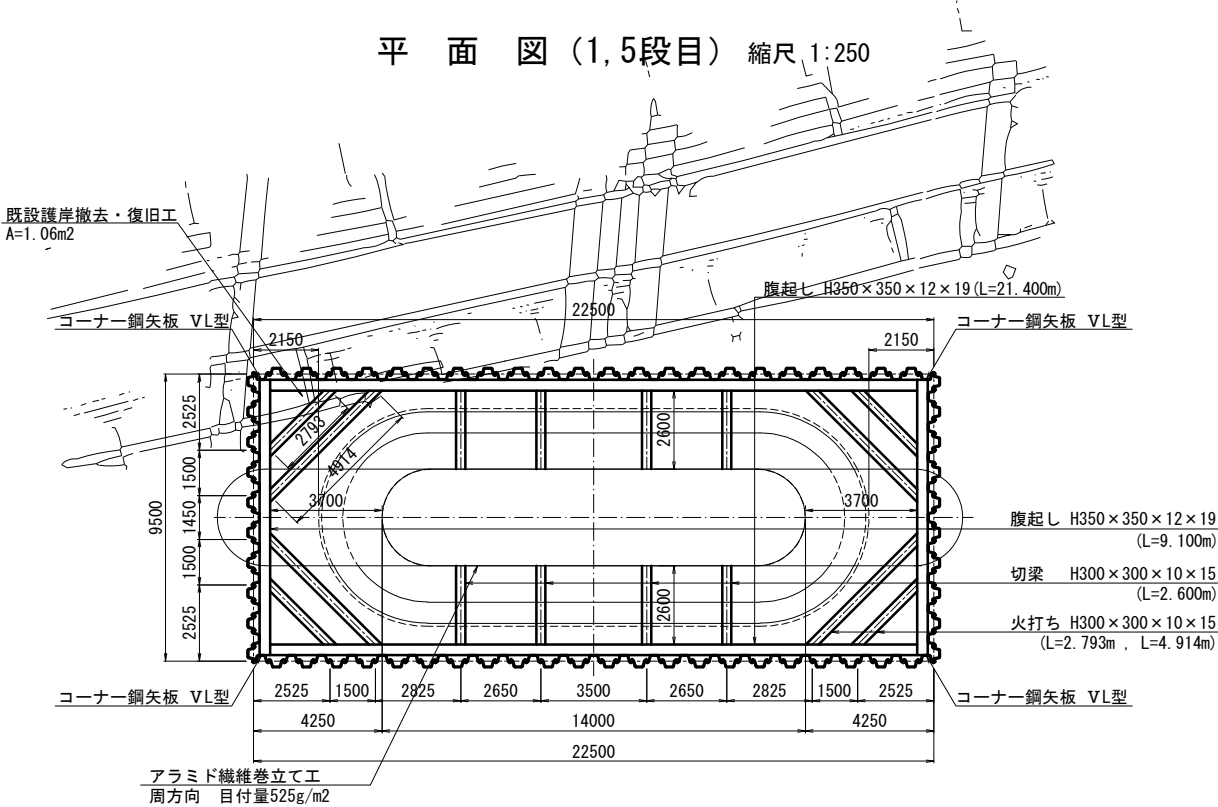 平 面 図 (1,5段目) 縮尺 1:250
既設護岸撤去・復旧工
A=1.06m2
腹起し H350×350×12×19(L=21.400m)
22500
コーナー鋼矢板 ⅤL型
コーナー鋼矢板 ⅤL型
2150
2150
2525
2793
2600
4914
1500
3700
3700
9500
1450
腹起し H350×350×12×19
(L=9.100m)
1500
切梁 H300×300×10×15
(L=2.600m)
2600
2525
火打ち H300×300×10×15
(L=2.793m , L=4.914m)
コーナー鋼矢板 ⅤL型
コーナー鋼矢板 ⅤL型
2525 1500 2825 2650 3500 2650 2825 1500 2525
4250 14000 4250
22500
アラミド繊維巻立て工
周方向 目付量525g/m2